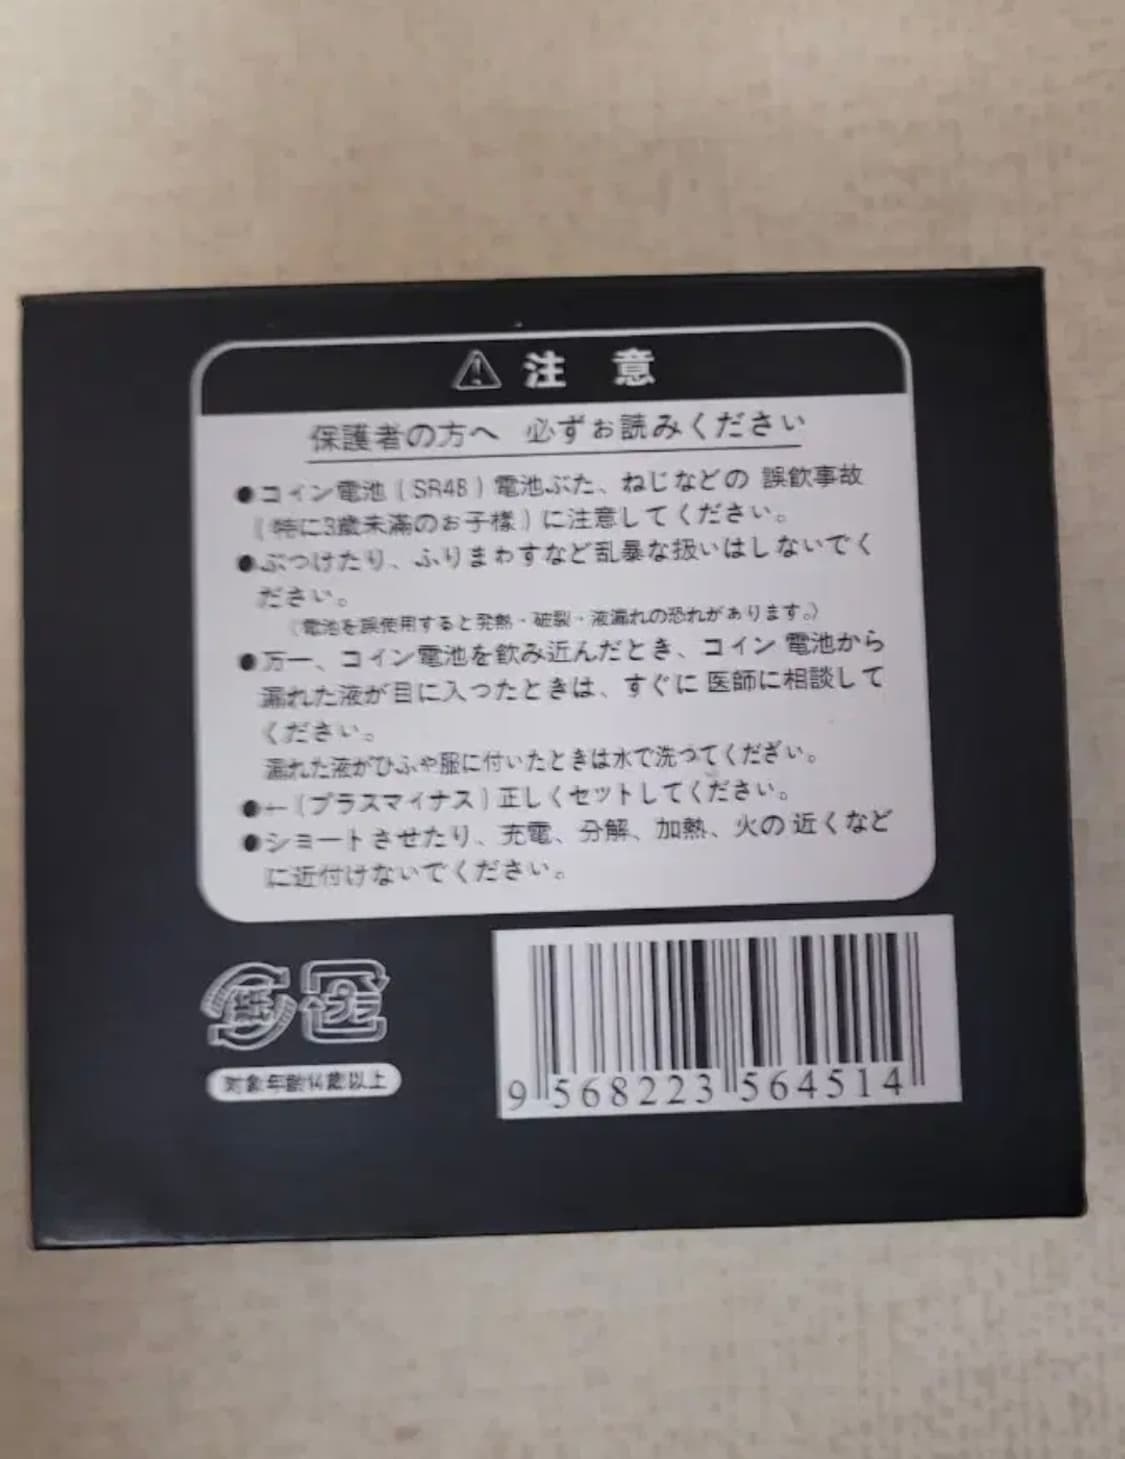 注 意
保護者の方へ 必ずお読みください
●コイン電池(SR48)電池ぶた、ねじなどの 誤飲事故
(特に3歳未滿のお子様)に注意してください。
●ぶつけたり、ふりまわすなど乱暴な扱いはしないでく
ださい。
(電池を誤使用すると発熱・破裂・液漏れの恐れがあります。)
●万一、コイン電池を飲み近んだとき、コイン 電池から
漏れた液が目に入つたときは、すぐに 医師に相談して
ください。
漏れた液がひふや服に付いたときは水で洗つてくだざい。
●+-(プラスマイナス)正しくセットしてください。
●シヨートさせたり、充電、分解、加熱、火の 近くなど
に近付けないでください。
紙 プラ
対象年齢14歳以上
9 568223 564514